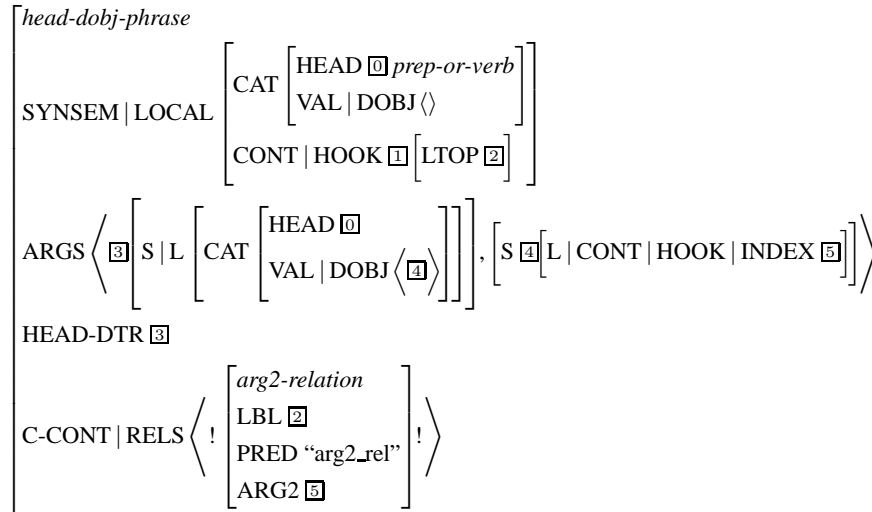 head-dobj-phrase
SYNSEM | LOCAL [CAT [HEAD [0] prep-or-verb
VAL | DOBJ ⟨⟩]
CONT | HOOK [1] [LTOP [2]]]
ARGS ⟨ [3] [S | L [CAT [HEAD [0]
VAL | DOBJ ⟨[4]⟩]]], [S [4] [L | CONT | HOOK | INDEX [5]]] ⟩
HEAD-DTR [3]
C-CONT | RELS ⟨! [arg2-relation
LBL [2]
PRED “arg2_rel”
ARG2 [5]] !⟩